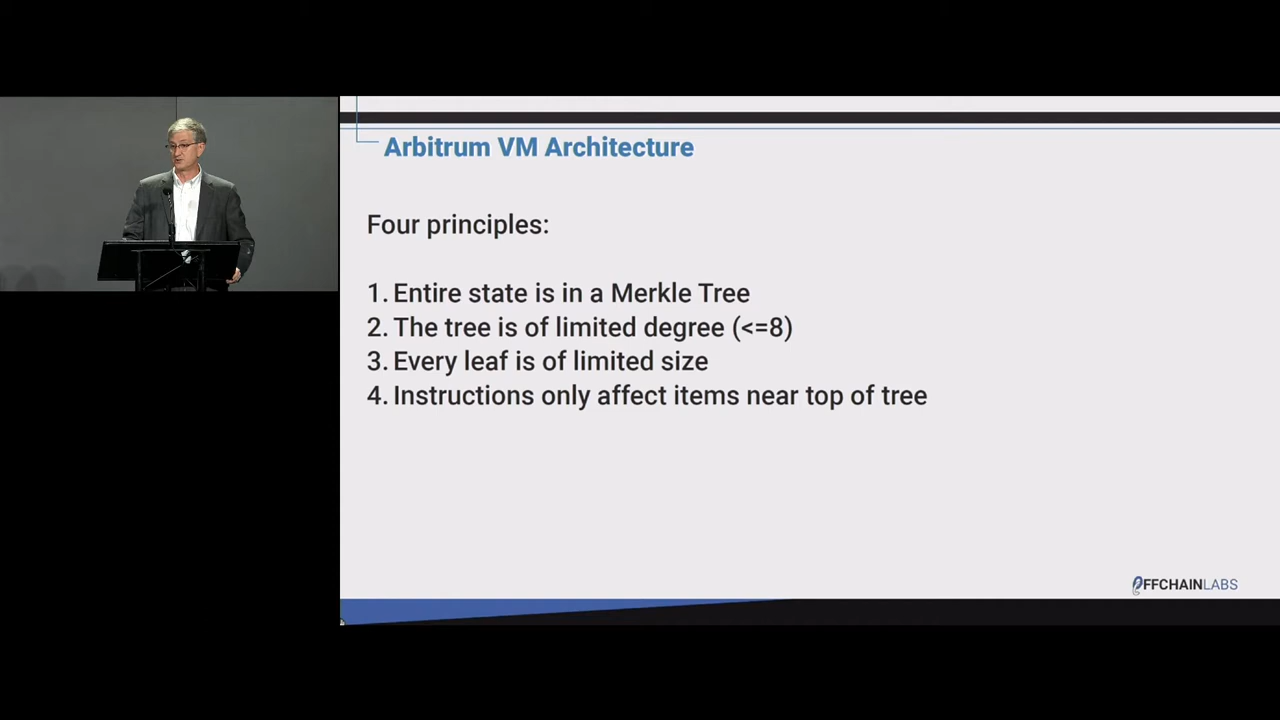 Arbitrum VM Architecture
Four principles:
1. Entire state is in a Merkle Tree
2. The tree is of limited degree (<=8)
3. Every leaf is of limited size
4. Instructions only affect items near top of tree
OFFCHAINLABS